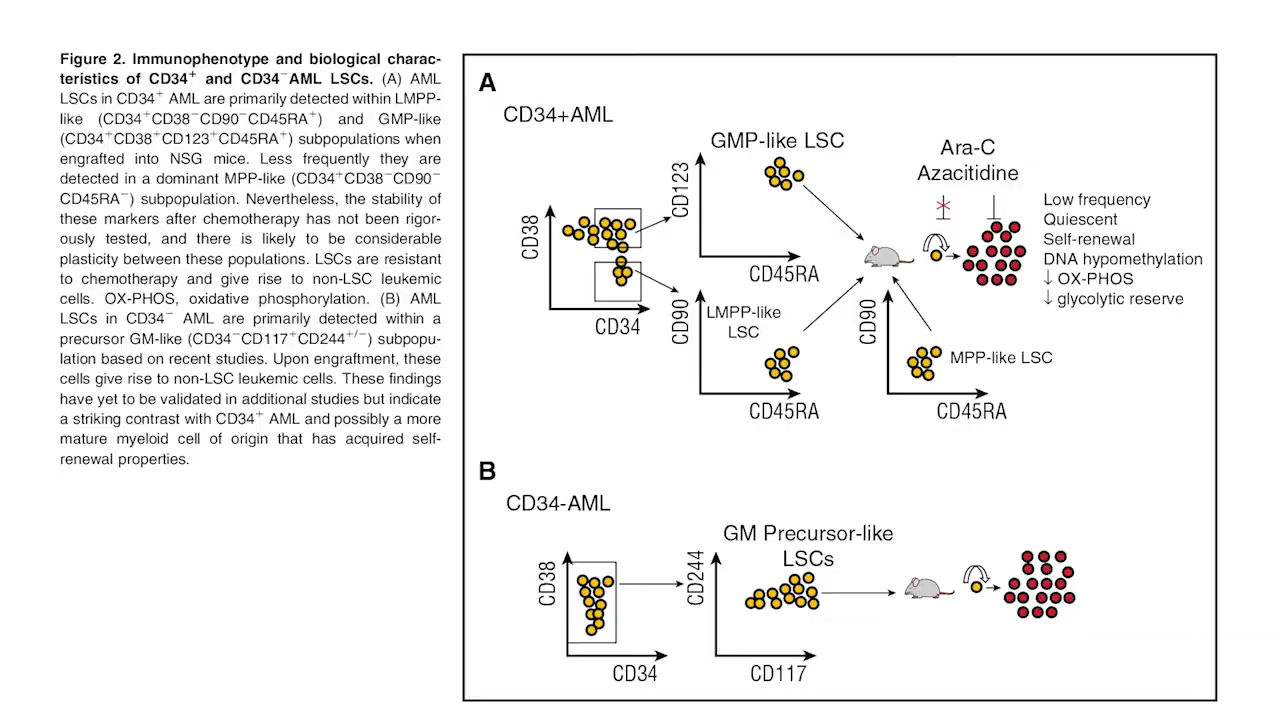 Figure 2. Immunophenotype and biological charac-
teristics of CD34⁺ and CD34⁻AML LSCs. (A) AML
LSCs in CD34⁺ AML are primarily detected within LMPP-
like (CD34⁺CD38⁻CD90⁻CD45RA⁺) and GMP-like
(CD34⁺CD38⁺CD123⁺CD45RA⁺) subpopulations when
engrafted into NSG mice. Less frequently they are
detected in a dominant MPP-like (CD34⁺CD38⁻CD90⁻
CD45RA⁻) subpopulation. Nevertheless, the stability of
these markers after chemotherapy has not been rigor-
ously tested, and there is likely to be considerable
plasticity between these populations. LSCs are resistant
to chemotherapy and give rise to non-LSC leukemic
cells. OX-PHOS, oxidative phosphorylation. (B) AML
LSCs in CD34⁻ AML are primarily detected within a
precursor GM-like (CD34⁻CD117⁺CD244⁺/⁻) subpopu-
lation based on recent studies. Upon engraftment, these
cells give rise to non-LSC leukemic cells. These findings
have yet to be validated in additional studies but indicate
a striking contrast with CD34⁺ AML and possibly a more
mature myeloid cell of origin that has acquired self-
renewal properties.
A
CD34+AML
CD38
CD34
GMP-like LSC
CD123
CD45RA
LMPP-like
LSC
CD90
CD45RA
CD90
MPP-like LSC
CD45RA
Ara-C
Azacitidine
Low frequency
Quiescent
Self-renewal
DNA hypomethylation
↓ OX-PHOS
↓ glycolytic reserve
B
CD34-AML
CD38
CD34
GM Precursor-like
LSCs
CD244
CD117